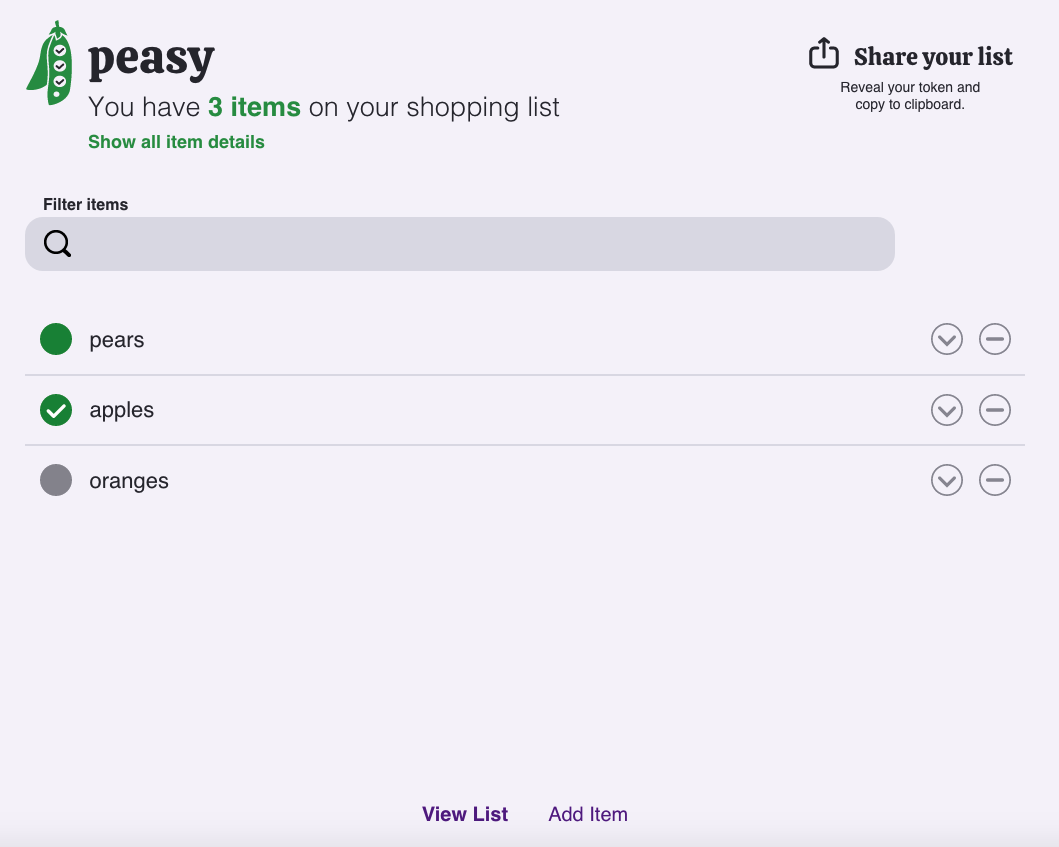 peasy
You have 3 items on your shopping list
Show all item details
Share your list
Reveal your token and
copy to clipboard.
Filter items
pears
apples
oranges
View List
Add Item